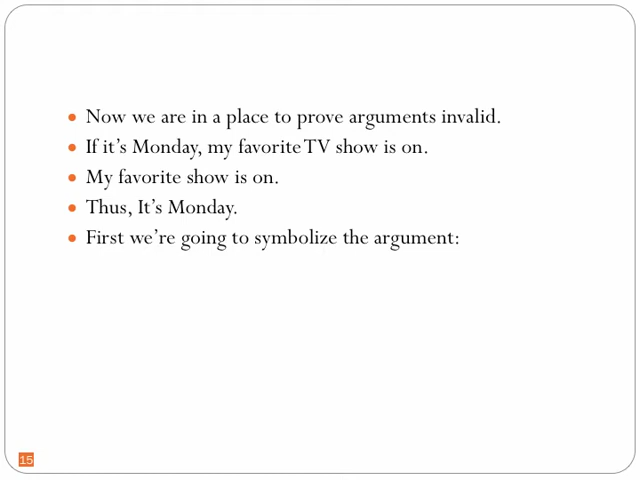 Now we are in a place to prove arguments invalid.
If it's Monday, my favorite TV show is on.
My favorite show is on.
Thus, It's Monday.
First we're going to symbolize the argument:
15